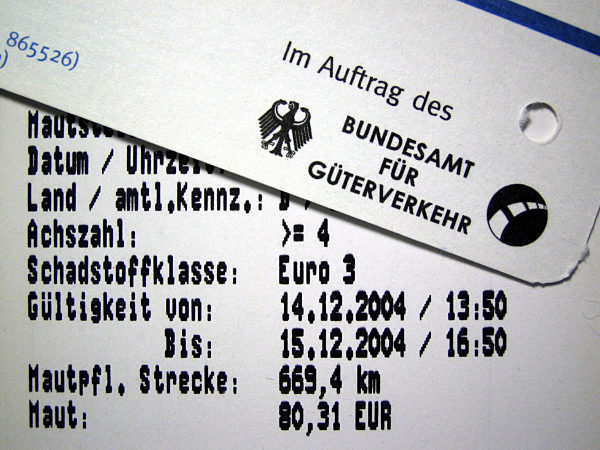 865526)
Im Auftrag des
BUNDESAMT
FÜR
GÜTERVERKEHR
Datum / Uhrzeit:
Land / amtl.Kennz.: D /
Achszahl: >= 4
Schadstoffklasse: Euro 3
Gültigkeit von: 14.12.2004 / 13:50
Bis: 15.12.2004 / 16:50
Mautpfl. Strecke: 669,4 km
Maut: 80,31 EUR